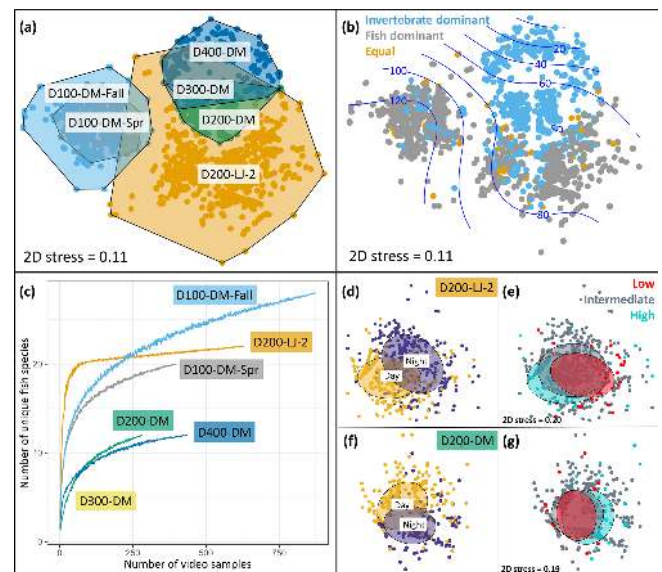 (a)
D400-DM
D100-DM-Fall
D300-DM
D100-DM-Spr
D200-DM
D200-LJ-2
2D stress = 0.11
(b)
Invertebrate dominant
Fish dominant
Equal
20
40
60
100
120
80
2D stress = 0.11
(c)
D100-DM-Fall
D200-LJ-2
D100-DM-Spr
D200-DM
D400-DM
D300-DM
Number of unique fish species
0
10
20
0
250
500
750
Number of video samples
(d)
D200-LJ-2
Night
Day
(e)
Low
Intermediate
High
2D stress = 0.20
(f)
D200-DM
Day
Night
(g)
2D stress = 0.19